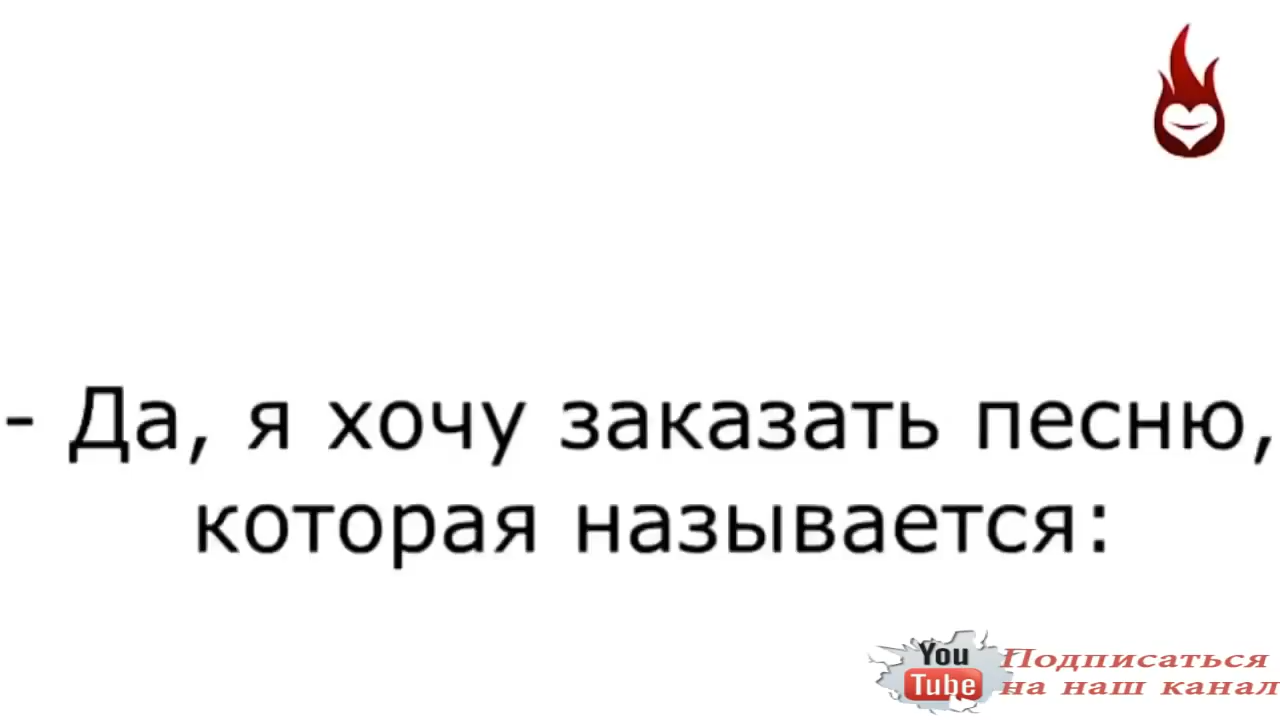 - Да, я хочу заказать песню,
которая называется:
You
Tube
Подписаться
на наш канал